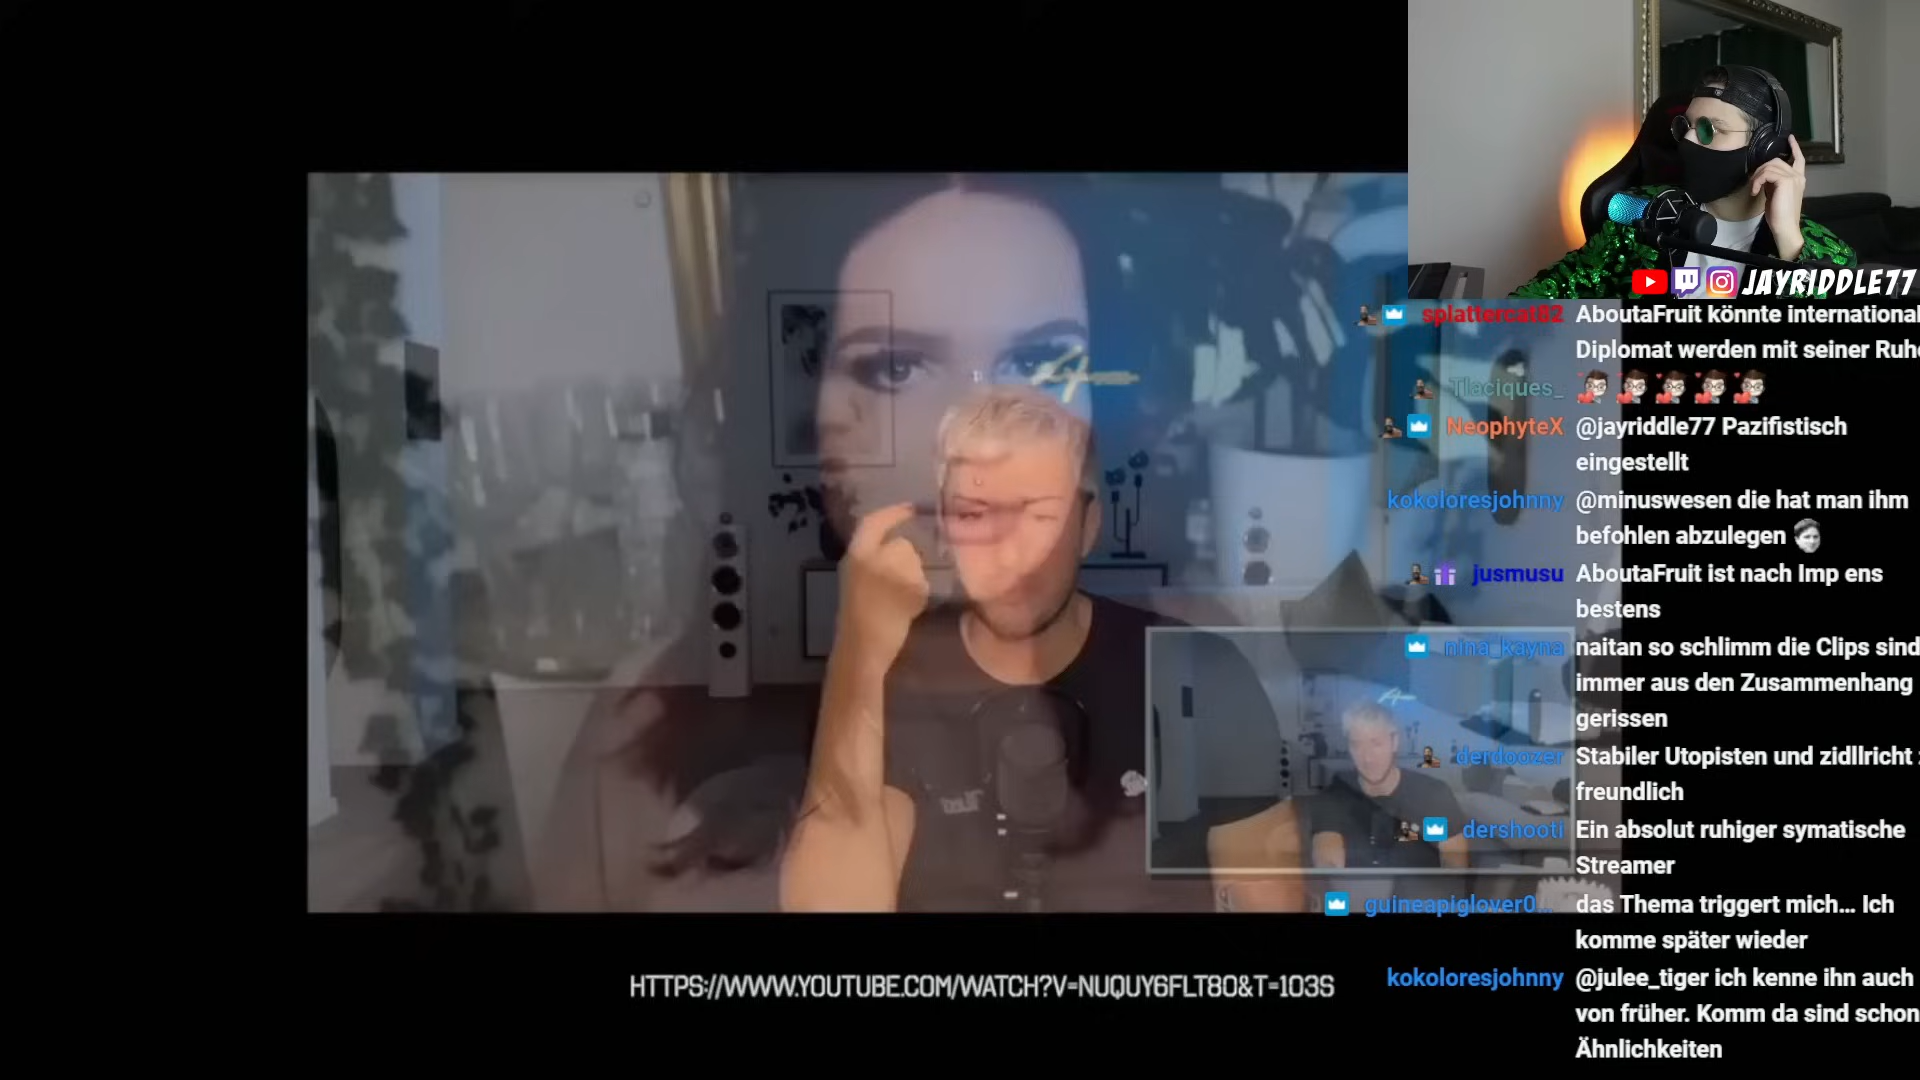 JAYRIDDLE77
splattercat82 AboutaFruit könnte international
Diplomat werden mit seiner Ruhe
Tlaciques_
NeophyteX @jayriddle77 Pazifistisch
eingestellt
kokoloresjohnny @minuswesen die hat man ihm
befohlen abzulegen
jusmusu AboutaFruit ist nach Imp ens
bestens
nina_kayna naitan so schlimm die Clips sind
immer aus den Zusammenhang
gerissen
derdoozer Stabiler Utopisten und zidllricht
freundlich
dershooti Ein absolut ruhiger symatische
Streamer
guineapiglover0... das Thema triggert mich... Ich
komme später wieder
kokoloresjohnny @julee_tiger ich kenne ihn auch
von früher. Komm da sind schon
Ähnlichkeiten
HTTPS://WWW.YOUTUBE.COM/WATCH?V=NUQUY6FLT80&T=103S